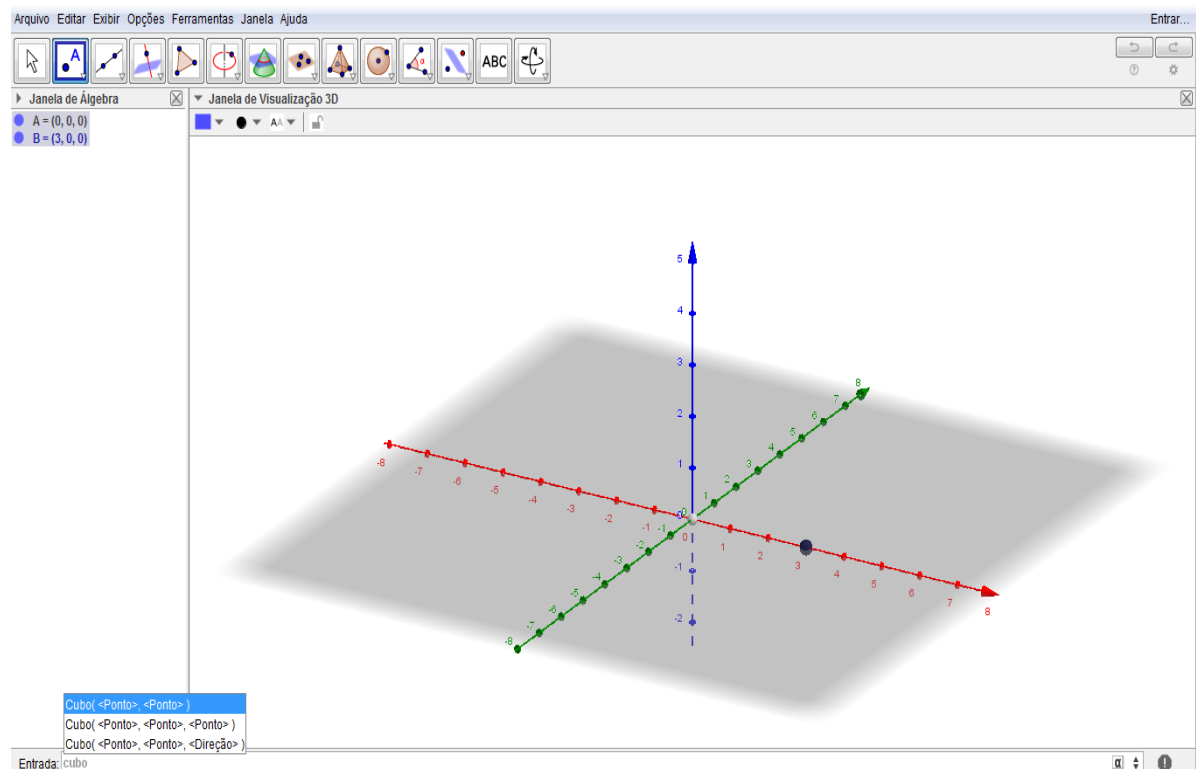 Arquivo Editar Exibir Opções Ferramentas Janela Ajuda
Entrar...
A
α
ABC
Janela de Álgebra
Janela de Visualização 3D
A = (0, 0, 0)
B = (3, 0, 0)
AA
5
4
3
2
1
0
-1
-2
-8 -7 -6 -5 -4 -3 -2 -1 0 1 2 3 4 5 6 7 8
-8 -7 -6 -5 -4 -3 -2 -1 0 1 2 3 4 5 6 7 8
Cubo( <Ponto>, <Ponto> )
Cubo( <Ponto>, <Ponto>, <Ponto> )
Cubo( <Ponto>, <Ponto>, <Direção> )
Entrada: cubo
α